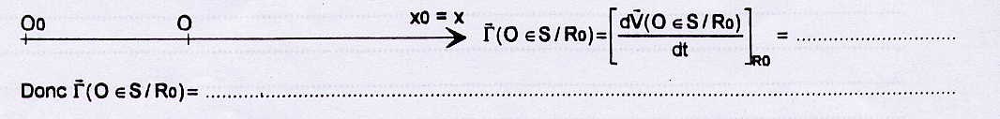 O0 O x0 = x Γ⃗(O ∈ S / R0) = [dV⃗(O ∈ S / R0) / dt]R0 = ..............................
Donc Γ⃗(O ∈ S / R0)= ............................................................................................